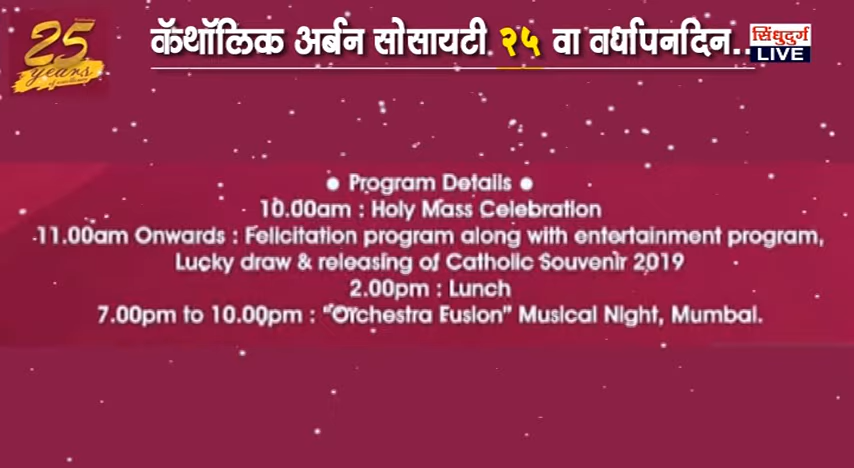 25
years
of excellence
कॅथॉलिक अर्बन सोसायटी २५ वा वर्धापनदिन..
सिंधुदुर्ग
LIVE
● Program Details ●
10.00am : Holy Mass Celebration
11.00am Onwards : Felicitation program along with entertainment program,
Lucky draw & releasing of Catholic Souvenir 2019
2.00pm : Lunch
7.00pm to 10.00pm : “Orchestra Fusion” Musical Night, Mumbai.